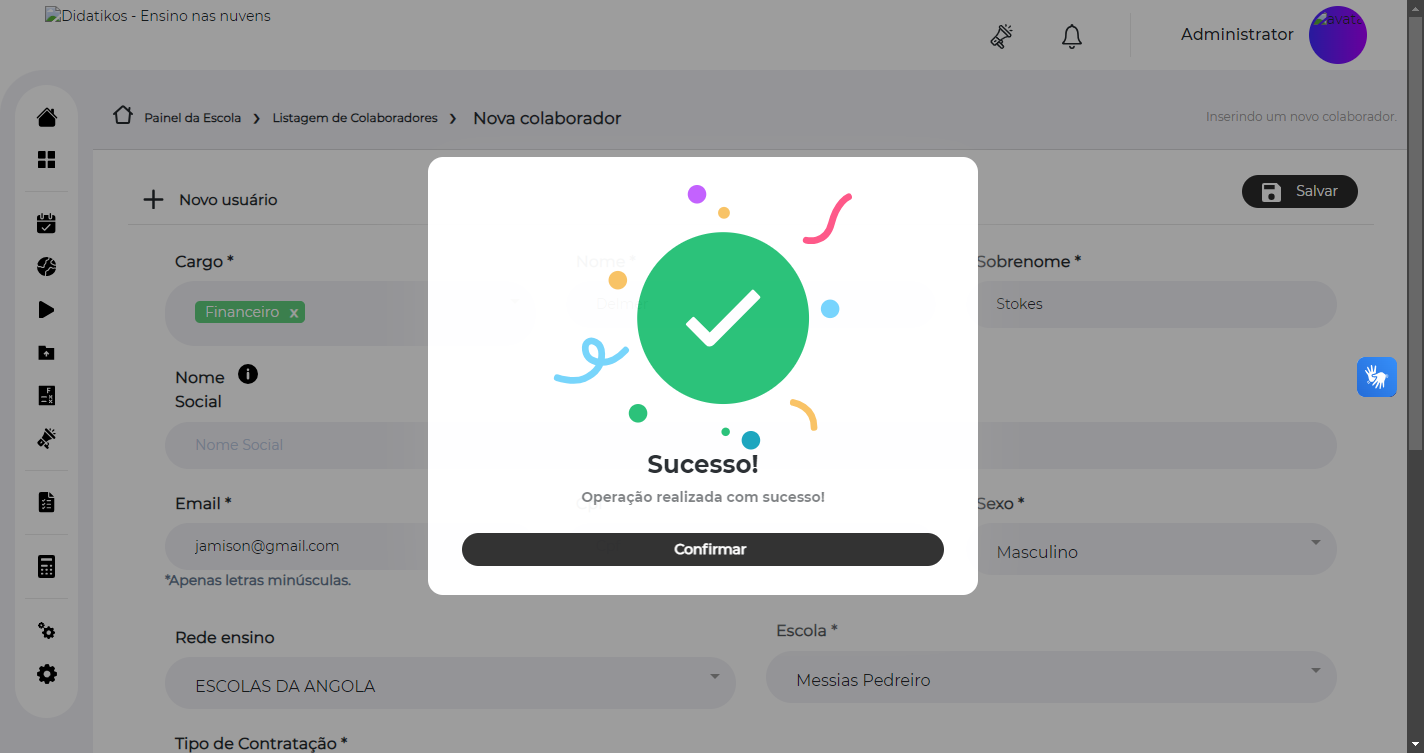 Didatikos - Ensino nas nuvens
Administrator
Painel da Escola
Listagem de Colaboradores
Nova colaborador
Inserindo um novo colaborador.
Novo usuário
Salvar
Cargo *
Nome *
Sobrenome *
Financeiro x
Stokes
Nome
Social
Nome Social
Sucesso!
Operação realizada com sucesso!
Confirmar
Email *
Sexo *
jamison@gmail.com
Masculino
*Apenas letras minúsculas.
Rede ensino
Escola *
ESCOLAS DA ANGOLA
Messias Pedreiro
Tipo de Contratação *